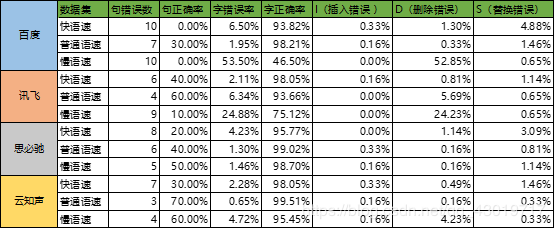 数据集 句错误数 句正确率 字错误率 字正确率 I（插入错误） D（删除错误） S（替换错误）
百度 快语速 10 0.00% 6.50% 93.82% 0.33% 1.30% 4.88%
普通语速 7 30.00% 1.95% 98.21% 0.16% 0.33% 1.46%
慢语速 10 0.00% 53.50% 46.50% 0.00% 52.85% 0.65%
讯飞 快语速 6 40.00% 2.11% 98.05% 0.16% 0.81% 1.14%
普通语速 4 60.00% 6.34% 93.66% 0.00% 5.69% 0.65%
慢语速 9 10.00% 24.88% 75.12% 0.00% 24.23% 0.65%
思必驰 快语速 8 20.00% 4.23% 95.77% 0.00% 1.14% 3.09%
普通语速 6 40.00% 1.30% 99.02% 0.33% 0.16% 0.81%
慢语速 5 50.00% 1.46% 98.70% 0.16% 0.16% 1.14%
云知声 快语速 7 30.00% 2.28% 98.05% 0.33% 0.49% 1.46%
普通语速 3 70.00% 0.65% 99.51% 0.16% 0.16% 0.33%
慢语速 4 60.00% 4.72% 95.45% 0.16% 4.23% 0.33%